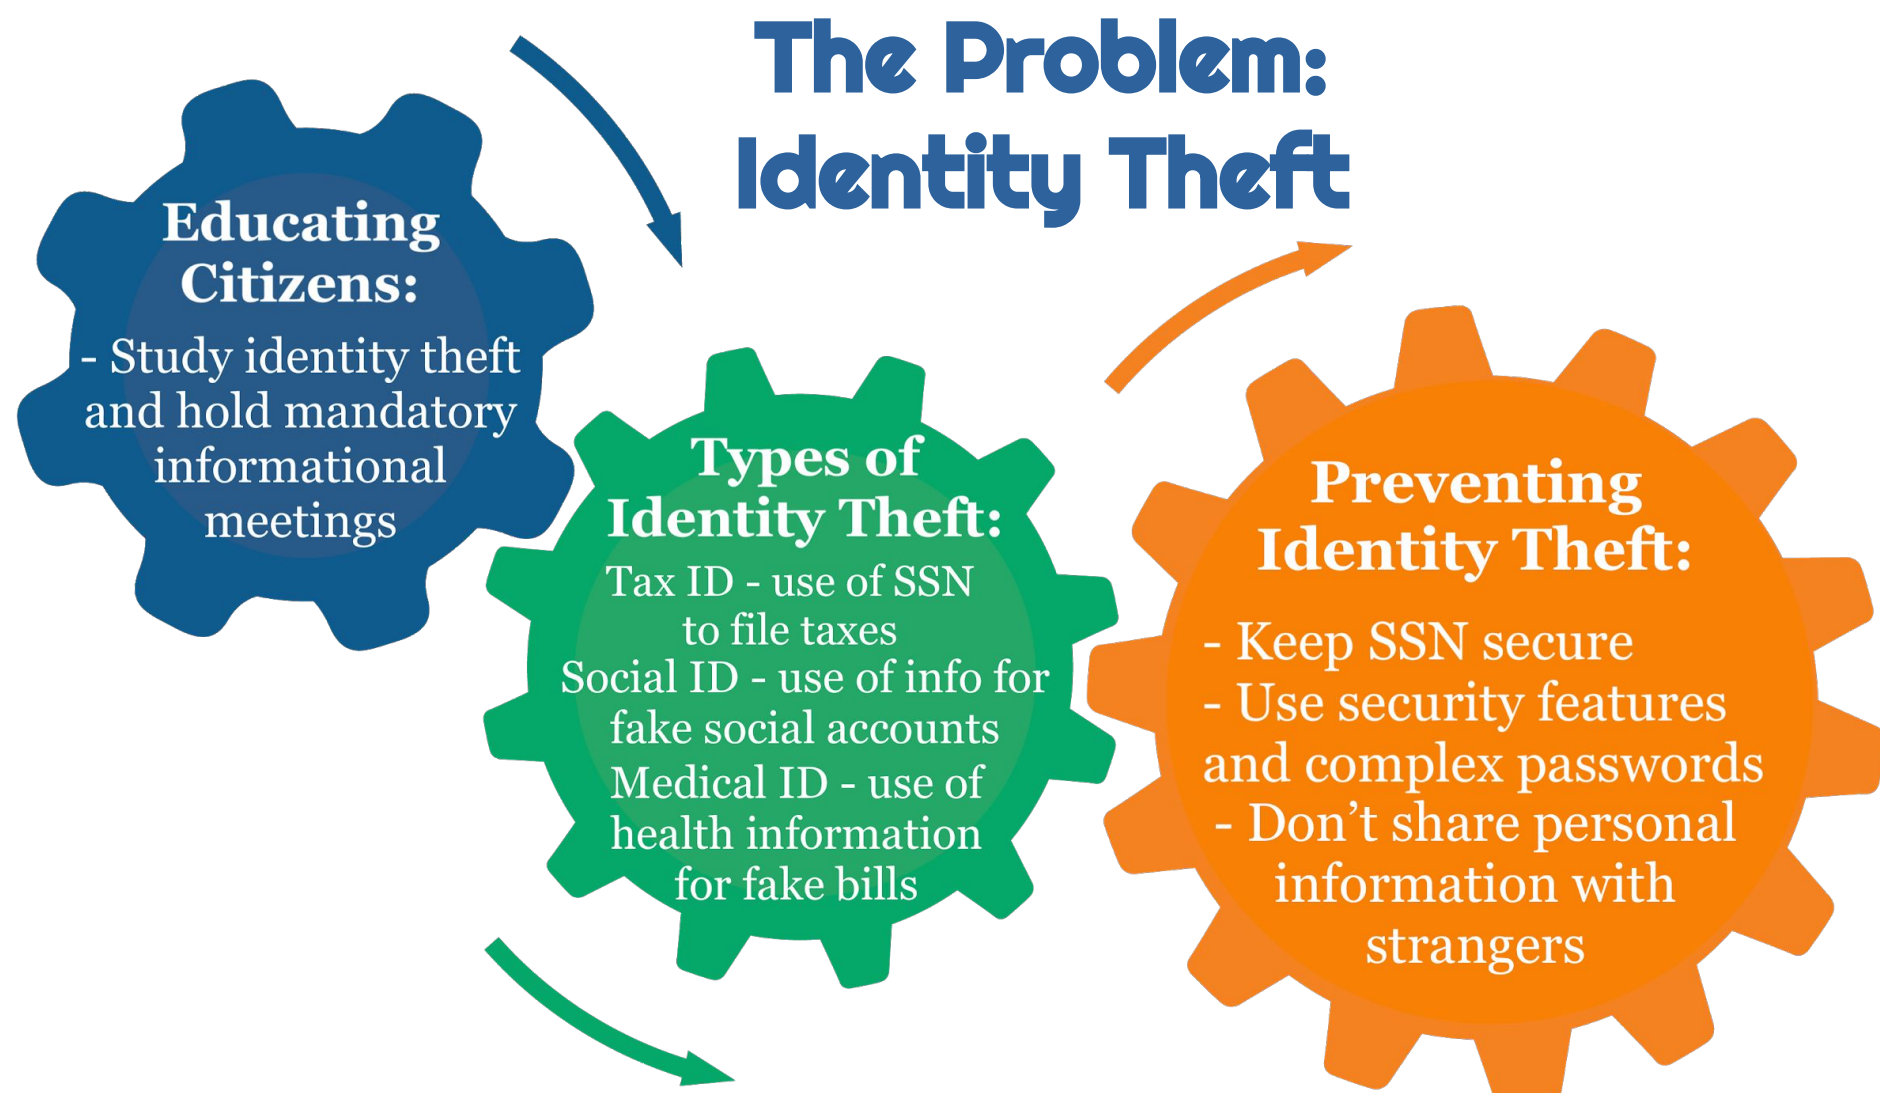 The Problem:
Identity Theft
Educating
Citizens:
- Study identity theft
and hold mandatory
informational
meetings
Types of
Identity Theft:
Tax ID - use of SSN
to file taxes
Social ID - use of info for
fake social accounts
Medical ID - use of
health information
for fake bills
Preventing
Identity Theft:
- Keep SSN secure
- Use security features
and complex passwords
- Don’t share personal
information with
strangers